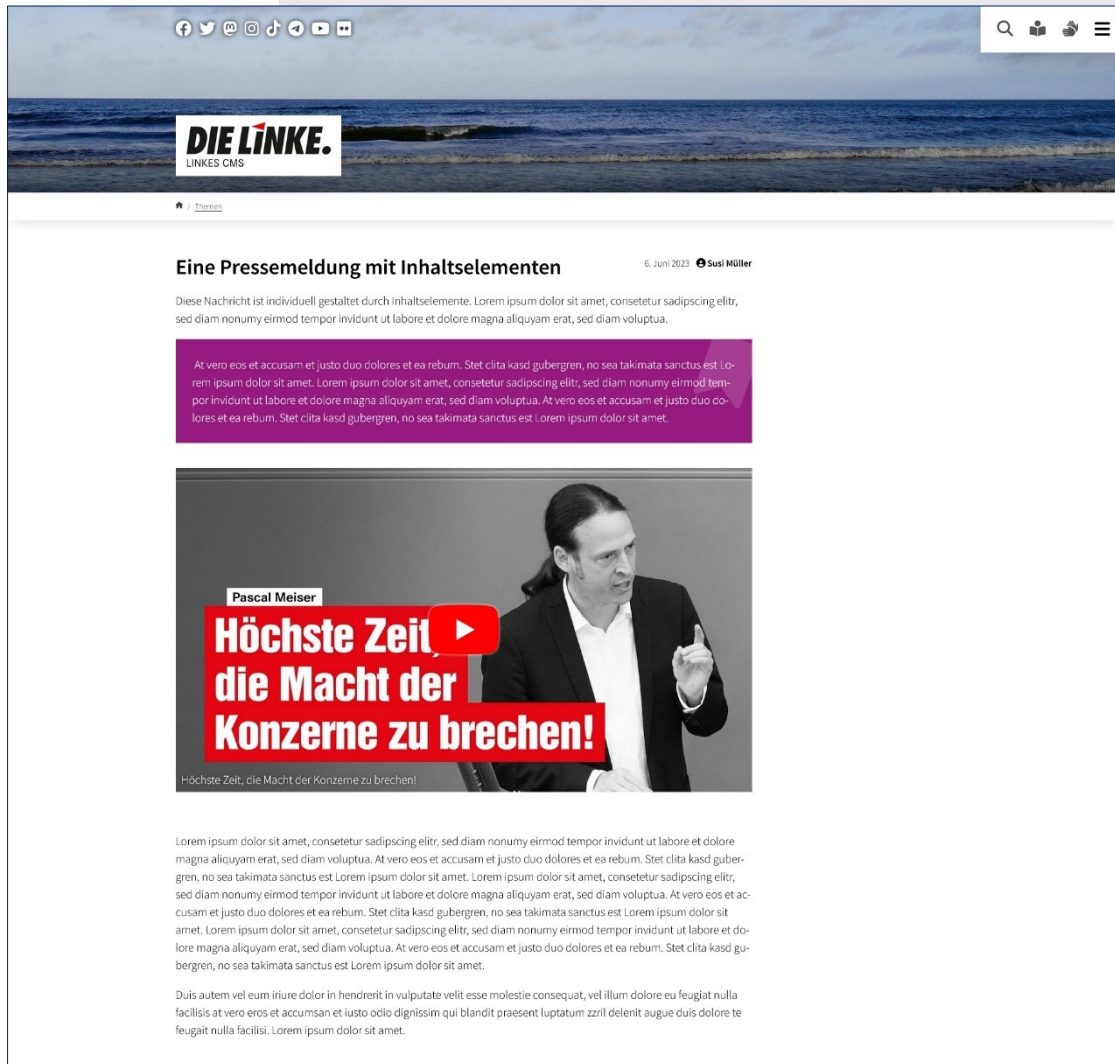 DIE LINKE.
LINKES CMS
/ Themen
Eine Pressemeldung mit Inhaltselementen
6. Juni 2023 Susi Müller
Diese Nachricht ist individuell gestaltet durch Inhaltselemente. Lorem ipsum dolor sit amet, consetetur sadipscing elitr,
sed diam nonumy eirmod tempor invidunt ut labore et dolore magna aliquyam erat, sed diam voluptua.
At vero eos et accusam et justo duo dolores et ea rebum. Stet clita kasd gubergren, no sea takimata sanctus est Lo-
rem ipsum dolor sit amet. Lorem ipsum dolor sit amet, consetetur sadipscing elitr, sed diam nonumy eirmod tem-
por invidunt ut labore et dolore magna aliquyam erat, sed diam voluptua. At vero eos et accusam et justo duo do-
lores et ea rebum. Stet clita kasd gubergren, no sea takimata sanctus est Lorem ipsum dolor sit amet.
Pascal Meiser
Höchste Zeit,
die Macht der
Konzerne zu brechen!
Höchste Zeit, die Macht der Konzerne zu brechen!
Lorem ipsum dolor sit amet, consetetur sadipscing elitr, sed diam nonumy eirmod tempor invidunt ut labore et dolore
magna aliquyam erat, sed diam voluptua. At vero eos et accusam et justo duo dolores et ea rebum. Stet clita kasd guber-
gren, no sea takimata sanctus est Lorem ipsum dolor sit amet. Lorem ipsum dolor sit amet, consetetur sadipscing elitr,
sed diam nonumy eirmod tempor invidunt ut labore et dolore magna aliquyam erat, sed diam voluptua. At vero eos et ac-
cusam et justo duo dolores et ea rebum. Stet clita kasd gubergren, no sea takimata sanctus est Lorem ipsum dolor sit
amet. Lorem ipsum dolor sit amet, consetetur sadipscing elitr, sed diam nonumy eirmod tempor invidunt ut labore et do-
lore magna aliquyam erat, sed diam voluptua. At vero eos et accusam et justo duo dolores et ea rebum. Stet clita kasd gu-
bergren, no sea takimata sanctus est Lorem ipsum dolor sit amet.
Duis autem vel eum iriure dolor in hendrerit in vulputate velit esse molestie consequat, vel illum dolore eu feugiat nulla
facilisis at vero eros et accumsan et iusto odio dignissim qui blandit praesent luptatum zzril delenit augue duis dolore te
feugait nulla facilisi. Lorem ipsum dolor sit amet.